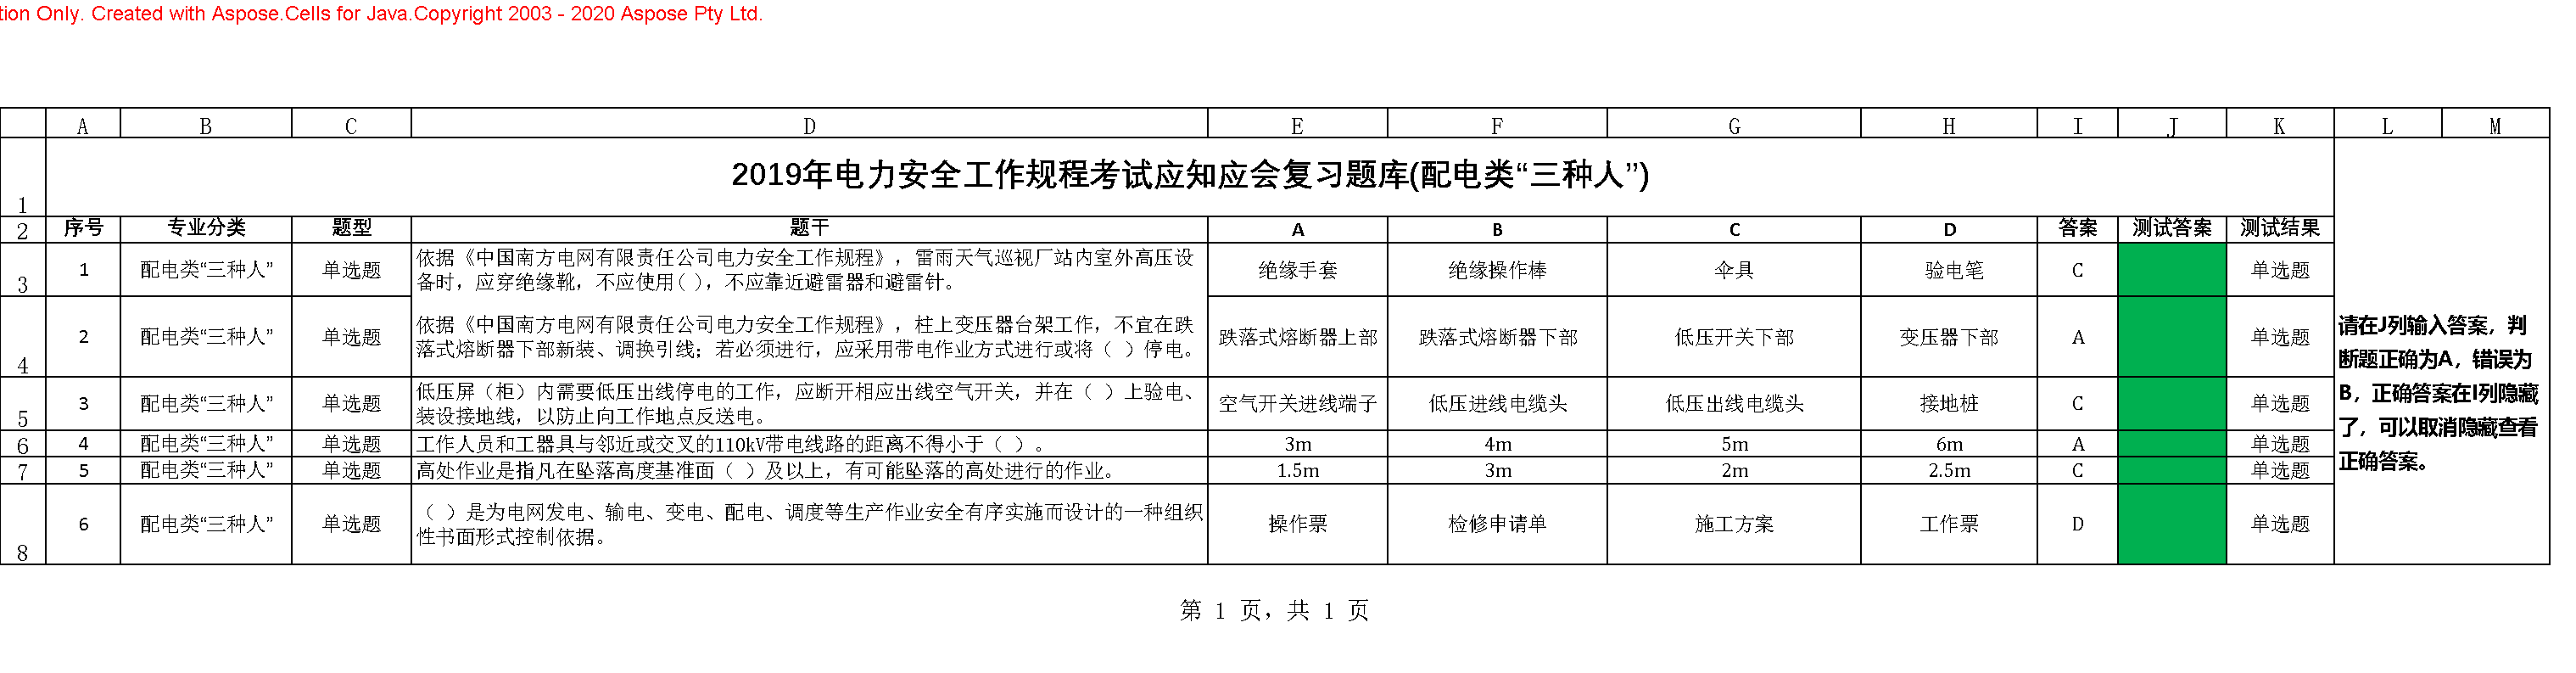 tion Only. Created with Aspose.Cells for Java.Copyright 2003 - 2020 Aspose Pty Ltd.
A B C D E F G H I J K L M
1 2019年电力安全工作规程考试应知应会复习题库(配电类“三种人”)
2 序号 专业分类 题型 题干 A B C D 答案 测试答案 测试结果
3 1 配电类“三种人” 单选题 依据《中国南方电网有限责任公司电力安全工作规程》，雷雨天气巡视厂站内室外高压设
备时，应穿绝缘靴，不应使用( )，不应靠近避雷器和避雷针。 绝缘手套 绝缘操作棒 伞具 验电笔 C 单选题
4 2 配电类“三种人” 单选题 依据《中国南方电网有限责任公司电力安全工作规程》，柱上变压器台架工作，不宜在跌
落式熔断器下部新装、调换引线；若必须进行，应采用带电作业方式进行或将（ ）停电。 跌落式熔断器上部 跌落式熔断器下部 低压开关下部 变压器下部 A 单选题
5 3 配电类“三种人” 单选题 低压屏（柜）内需要低压出线停电的工作，应断开相应出线空气开关，并在（ ）上验电、
装设接地线，以防止向工作地点反送电。 空气开关进线端子 低压进线电缆头 低压出线电缆头 接地桩 C 单选题
6 4 配电类“三种人” 单选题 工作人员和工器具与邻近或交叉的110kV带电线路的距离不得小于（ ）。 3m 4m 5m 6m A 单选题
7 5 配电类“三种人” 单选题 高处作业是指凡在坠落高度基准面（ ）及以上，有可能坠落的高处进行的作业。 1.5m 3m 2m 2.5m C 单选题
8 6 配电类“三种人” 单选题 （ ）是为电网发电、输电、变电、配电、调度等生产作业安全有序实施而设计的一种组织
性书面形式控制依据。 操作票 检修申请单 施工方案 工作票 D 单选题
请在J列输入答案，判
断题正确为A，错误为
B，正确答案在I列隐藏
了，可以取消隐藏查看
正确答案。
第 1 页，共 1 页